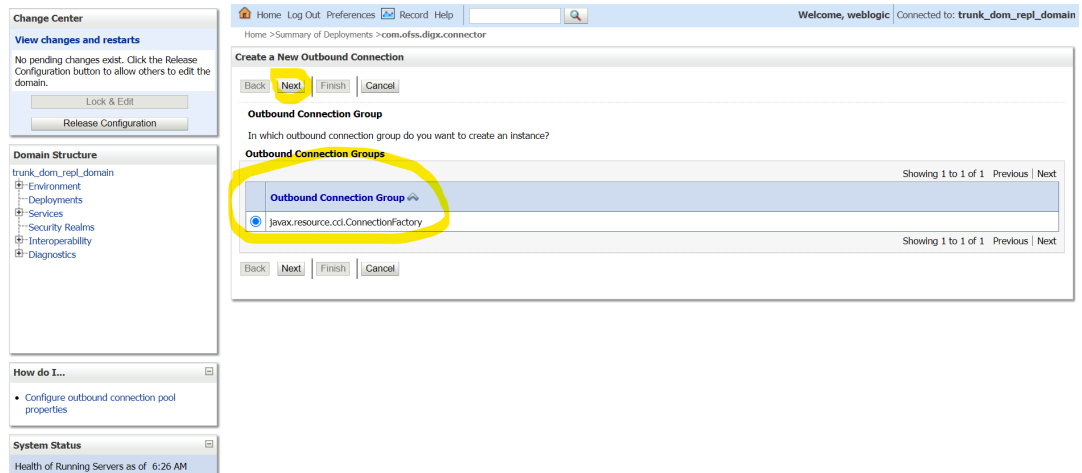 Change Center
View changes and restarts
No pending changes exist. Click the Release
Configuration button to allow others to edit the
domain.
Lock & Edit
Release Configuration
Domain Structure
trunk_dom_repl_domain
Environment
Deployments
Services
Security Realms
Interoperability
Diagnostics
How do I...
Configure outbound connection pool
properties
System Status
Health of Running Servers as of 6:26 AM
Home Log Out Preferences Record Help
Welcome, weblogic Connected to: trunk_dom_repl_domain
Home >Summary of Deployments >com.ofss.digx.connector
Create a New Outbound Connection
Back Next Finish Cancel
Outbound Connection Group
In which outbound connection group do you want to create an instance?
Outbound Connection Groups
Showing 1 to 1 of 1 Previous | Next
Outbound Connection Group
javax.resource.cci.ConnectionFactory
Showing 1 to 1 of 1 Previous | Next
Back Next Finish Cancel